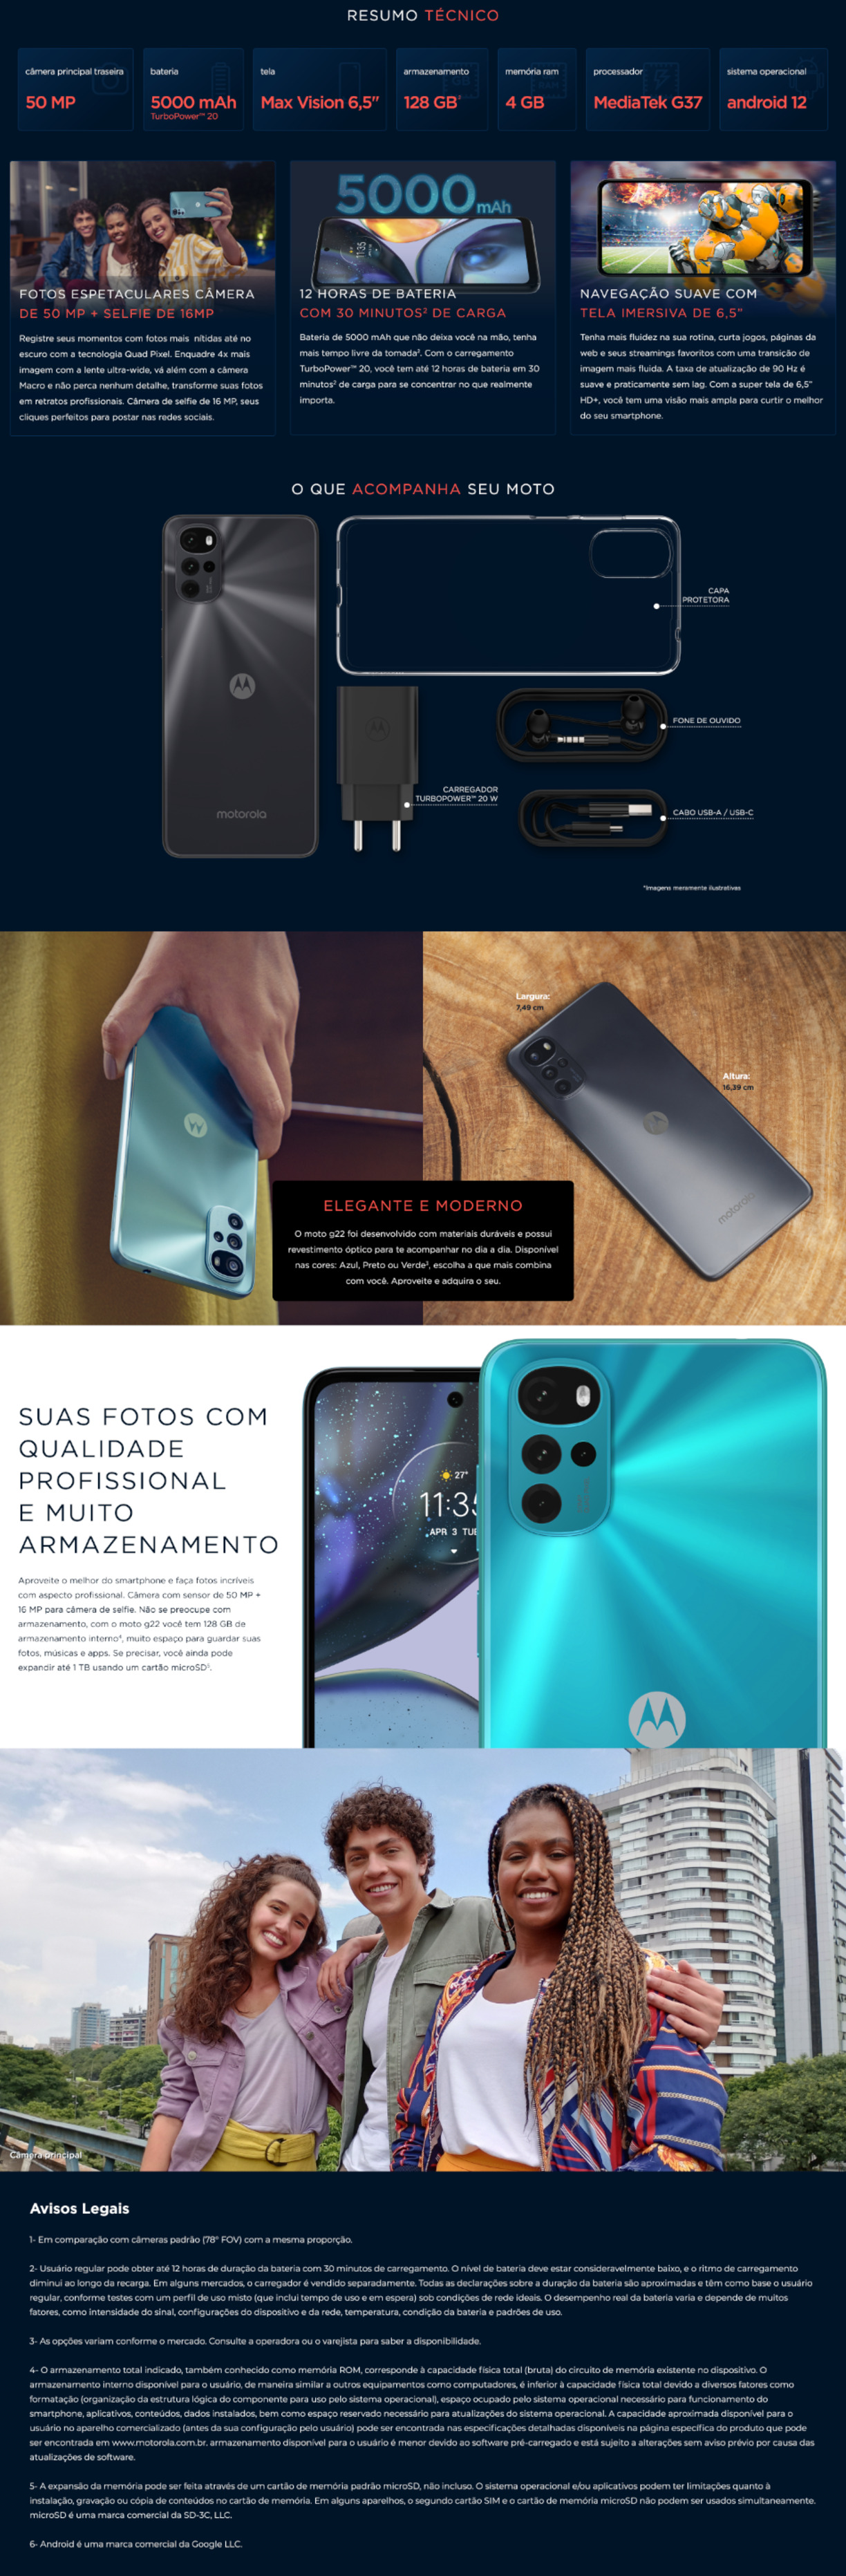 RESUMO TÉCNICO
câmera principal traseira
50 MP
bateria
5000 mAh
TurboPower™ 20
tela
Max Vision 6,5”
armazenamento
128 GB
memória ram
4 GB
processador
MediaTek G37
sistema operacional
android 12
FOTOS ESPETACULARES CÂMERA
DE 50 MP + SELFIE DE 16MP
Registre seus momentos com fotos mais nítidas até no
escuro com a tecnologia Quad Pixel. Enquadre 4x mais
imagem com a lente ultra-wide, vá além com a câmera
Macro e não perca nenhum detalhe, transforme suas fotos
em retratos profissionais. Câmera de selfie de 16 MP, seus
cliques perfeitos para postar nas redes sociais.
5000 mAh
11:35
12 HORAS DE BATERIA
COM 30 MINUTOS² DE CARGA
Bateria de 5000 mAh que não deixa você na mão, tenha
mais tempo livre da tomada². Com o carregamento
TurboPower™ 20, você tem até 12 horas de bateria em 30
minutos² de carga para se concentrar no que realmente
importa.
NAVEGAÇÃO SUAVE COM
TELA IMERSIVA DE 6,5”
Tenha mais fluidez na sua rotina, curta jogos, páginas da
web e seus streamings favoritos com uma transição de
imagem mais fluida. A taxa de atualização de 90 Hz é
suave e praticamente sem lag. Com a super tela de 6,5”
HD+, você tem uma visão mais ampla para curtir o melhor
do seu smartphone.
O QUE ACOMPANHA SEU MOTO
motorola
CAPA
PROTETORA
FONE DE OUVIDO
CARREGADOR
TURBOPOWER™ 20 W
CABO USB-A / USB-C
*Imagens meramente ilustrativas
Largura:
7,49 cm
Altura:
16,39 cm
motorola
ELEGANTE E MODERNO
O moto g22 foi desenvolvido com materiais duráveis e possui
revestimento óptico para te acompanhar no dia a dia. Disponível
nas cores: Azul, Preto ou Verde³, escolha a que mais combina
com você. Aproveite e adquira o seu.
SUAS FOTOS COM
QUALIDADE
PROFISSIONAL
E MUITO
ARMAZENAMENTO
Aproveite o melhor do smartphone e faça fotos incríveis
com aspecto profissional. Câmera com sensor de 50 MP +
16 MP para câmera de selfie. Não se preocupe com
armazenamento, com o moto g22 você tem 128 GB de
armazenamento interno⁴, muito espaço para guardar suas
fotos, músicas e apps. Se precisar, você ainda pode
expandir até 1 TB usando um cartão microSD⁵.
27°
11:35
APR 3 TUE
Câmera principal
Avisos Legais
1- Em comparação com câmeras padrão (78° FOV) com a mesma proporção.
2- Usuário regular pode obter até 12 horas de duração da bateria com 30 minutos de carregamento. O nível de bateria deve estar consideravelmente baixo, e o ritmo de carregamento
diminui ao longo da recarga. Em alguns mercados, o carregador é vendido separadamente. Todas as declarações sobre a duração da bateria são aproximadas e têm como base o usuário
regular, conforme testes com um perfil de uso misto (que inclui tempo de uso e em espera) sob condições de rede ideais. O desempenho real da bateria varia e depende de muitos
fatores, como intensidade do sinal, configurações do dispositivo e da rede, temperatura, condição da bateria e padrões de uso.
3- As opções variam conforme o mercado. Consulte a operadora ou o varejista para saber a disponibilidade.
4- O armazenamento total indicado, também conhecido como memória ROM, corresponde à capacidade física total (bruta) do circuito de memória existente no dispositivo. O
armazenamento interno disponível para o usuário, de maneira similar a outros equipamentos como computadores, é inferior à capacidade física total devido a diversos fatores como
formatação (organização da estrutura lógica do componente para uso pelo sistema operacional), espaço ocupado pelo sistema operacional necessário para funcionamento do
smartphone, aplicativos, conteúdos, dados instalados, bem como espaço reservado necessário para atualizações do sistema operacional. A capacidade aproximada disponível para o
usuário no aparelho comercializado (antes da sua configuração pelo usuário) pode ser encontrada nas especificações detalhadas disponíveis na página específica do produto que pode
ser encontrada em www.motorola.com.br. armazenamento disponível para o usuário é menor devido ao software pré-carregado e está sujeito a alterações sem aviso prévio por causa das
atualizações de software.
5- A expansão da memória pode ser feita através de um cartão de memória padrão microSD, não incluso. O sistema operacional e/ou aplicativos podem ter limitações quanto à
instalação, gravação ou cópia de conteúdos no cartão de memória. Em alguns aparelhos, o segundo cartão SIM e o cartão de memória microSD não podem ser usados simultaneamente.
microSD é uma marca comercial da SD-3C, LLC.
6- Android é uma marca comercial da Google LLC.